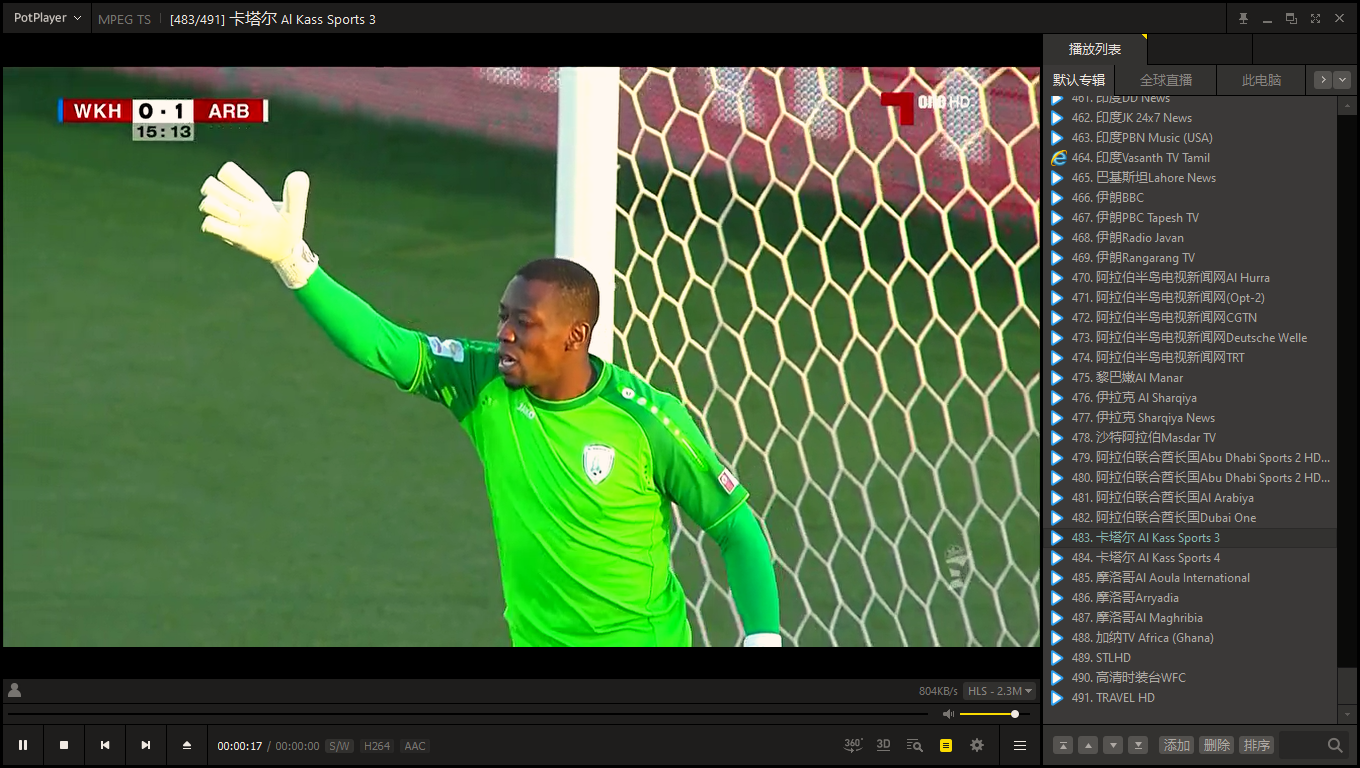 PotPlayer
MPEG TS
[483/491] 卡塔尔 Al Kass Sports 3
WKH 0 - 1 ARB
15:13
one HD
JAKO
播放列表
默认专辑 全球直播 此电脑
461. 印度DD News
462. 印度JK 24x7 News
463. 印度PBN Music (USA)
464. 印度Vasanth TV Tamil
465. 巴基斯坦Lahore News
466. 伊朗BBC
467. 伊朗PBC Tapesh TV
468. 伊朗Radio Javan
469. 伊朗Rangarang TV
470. 阿拉伯半岛电视新闻网Al Hurra
471. 阿拉伯半岛电视新闻网(Opt-2)
472. 阿拉伯半岛电视新闻网CGTN
473. 阿拉伯半岛电视新闻网Deutsche Welle
474. 阿拉伯半岛电视新闻网TRT
475. 黎巴嫩Al Manar
476. 伊拉克 Al Sharqiya
477. 伊拉克 Sharqiya News
478. 沙特阿拉伯Masdar TV
479. 阿拉伯联合酋长国Abu Dhabi Sports 2 HD...
480. 阿拉伯联合酋长国Abu Dhabi Sports 2 HD...
481. 阿拉伯联合酋长国Al Arabiya
482. 阿拉伯联合酋长国Dubai One
483. 卡塔尔 Al Kass Sports 3
484. 卡塔尔 Al Kass Sports 4
485. 摩洛哥Al Aoula International
486. 摩洛哥Arryadia
487. 摩洛哥Al Maghribia
488. 加纳TV Africa (Ghana)
489. STLHD
490. 高清时装台WFC
491. TRAVEL HD
804KB/s HLS - 2.3M
00:00:17 / 00:00:00 S/W H264 AAC
360° 3D
添加 删除 排序